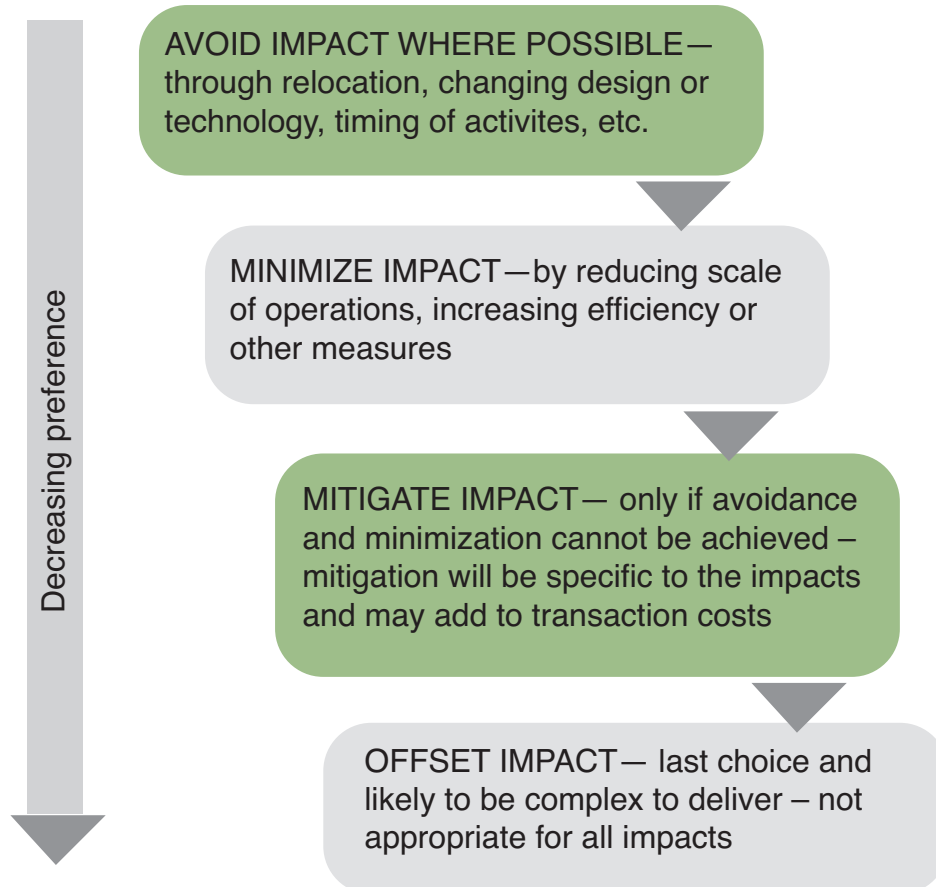 AVOID IMPACT WHERE POSSIBLE—
through relocation, changing design or
technology, timing of activites, etc.
MINIMIZE IMPACT—by reducing scale
of operations, increasing efficiency or
other measures
MITIGATE IMPACT— only if avoidance
and minimization cannot be achieved –
mitigation will be specific to the impacts
and may add to transaction costs
OFFSET IMPACT— last choice and
likely to be complex to deliver – not
appropriate for all impacts
Decreasing preference